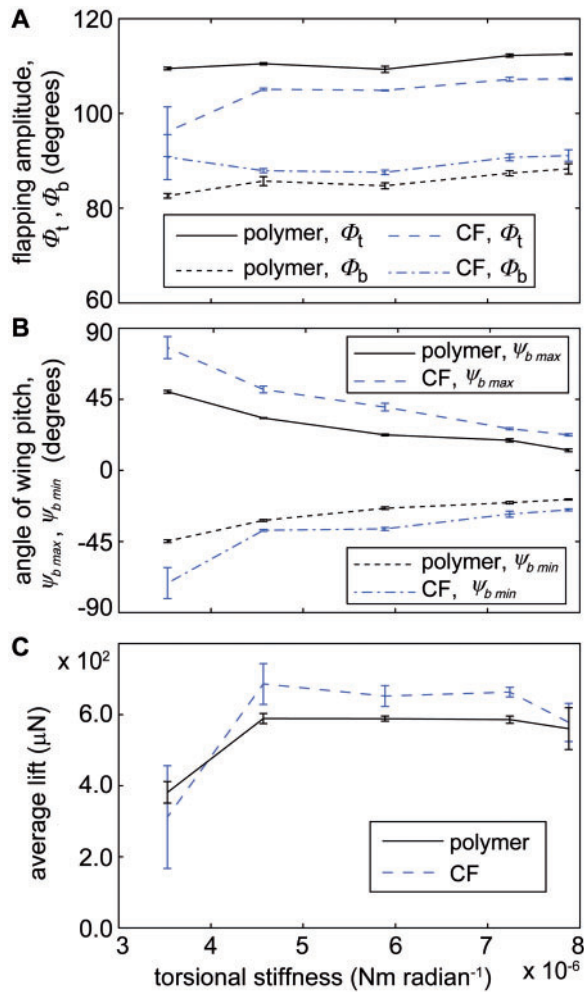 A
120
100
80
60
flapping amplitude,
Φt , Φb (degrees)
polymer, Φt
CF, Φt
polymer, Φb
CF, Φb
B
90
45
0
-45
-90
angle of wing pitch,
ψb max, ψb min (degrees)
polymer, ψb max
CF, ψb max
polymer, ψb min
CF, ψb min
C
x 10²
6.0
4.0
2.0
0.0
average lift (μN)
polymer
CF
3 4 5 6 7 8
torsional stiffness (Nm radian⁻¹) x 10⁻⁶